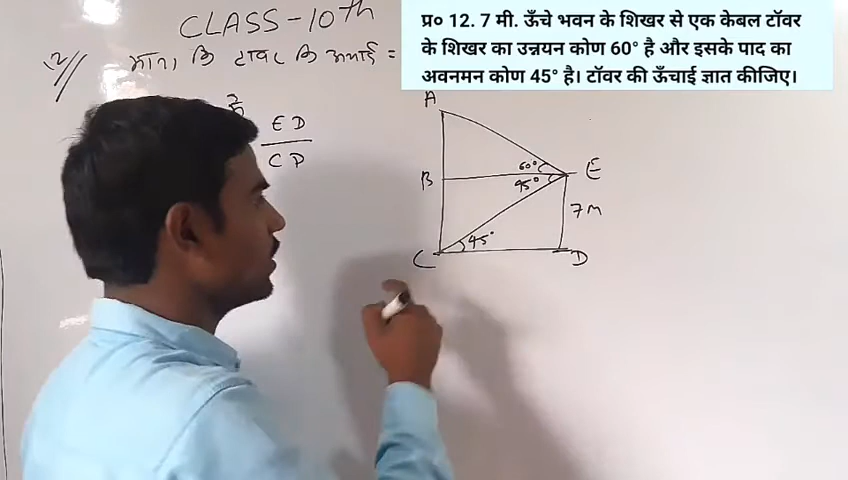 CLASS-10th
प्र० 12. 7 मी. ऊँचे भवन के शिखर से एक केबल टॉवर
के शिखर का उन्नयन कोण 60° है और इसके पाद का
अवनमन कोण 45° है। टॉवर की ऊँचाई ज्ञात कीजिए।
माना कि टावर कि ऊचाई =
ED
CD
A
60°
E
B
45°
7m
45°
C
D